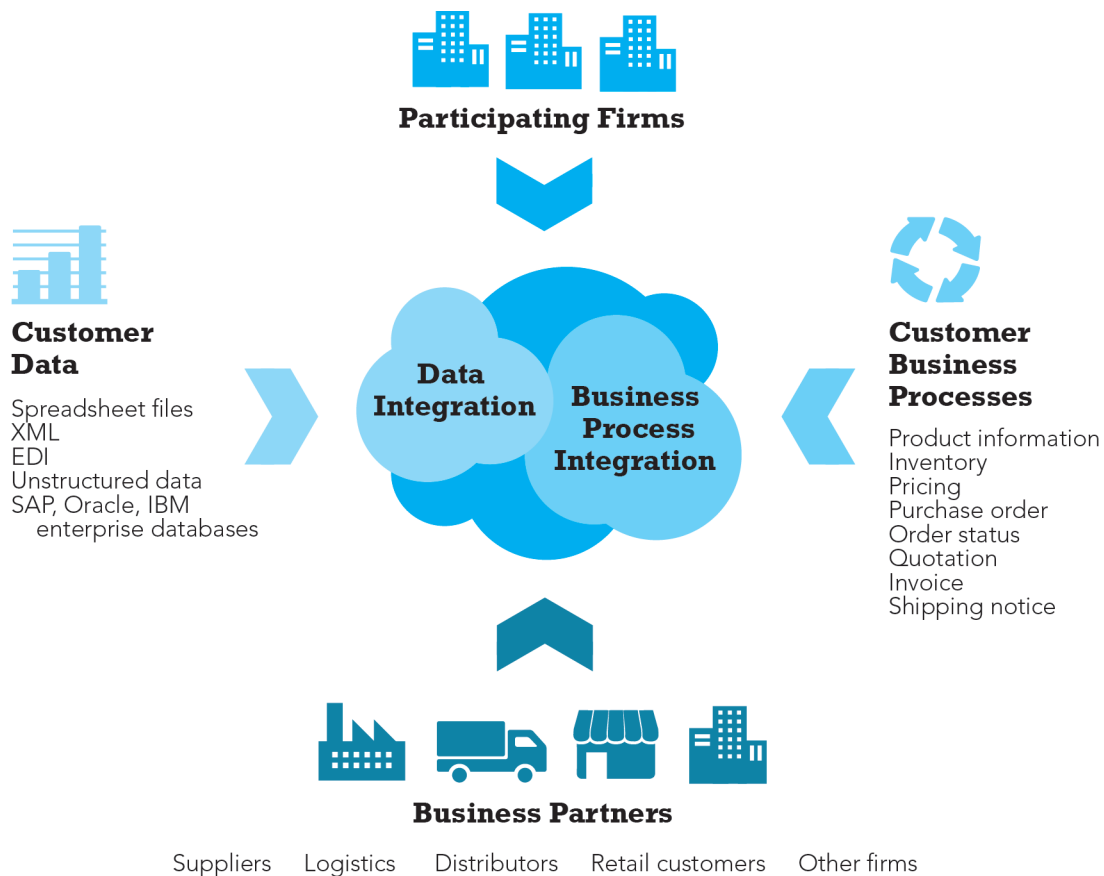 Participating Firms
Customer
Data
Spreadsheet files
XML
EDI
Unstructured data
SAP, Oracle, IBM
enterprise databases
Data
Integration
Business
Process
Integration
Customer
Business
Processes
Product information
Inventory
Pricing
Purchase order
Order status
Quotation
Invoice
Shipping notice
Business Partners
Suppliers Logistics Distributors Retail customers Other firms